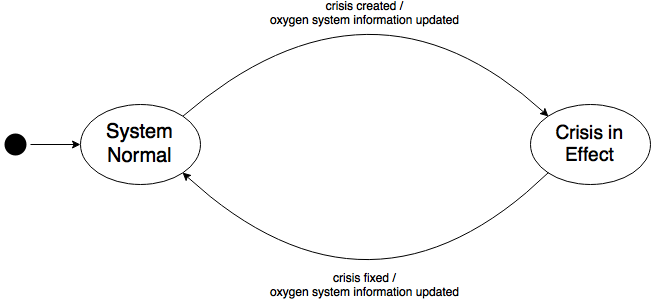 crisis created /
oxygen system information updated
System
Normal
Crisis in
Effect
crisis fixed /
oxygen system information updated